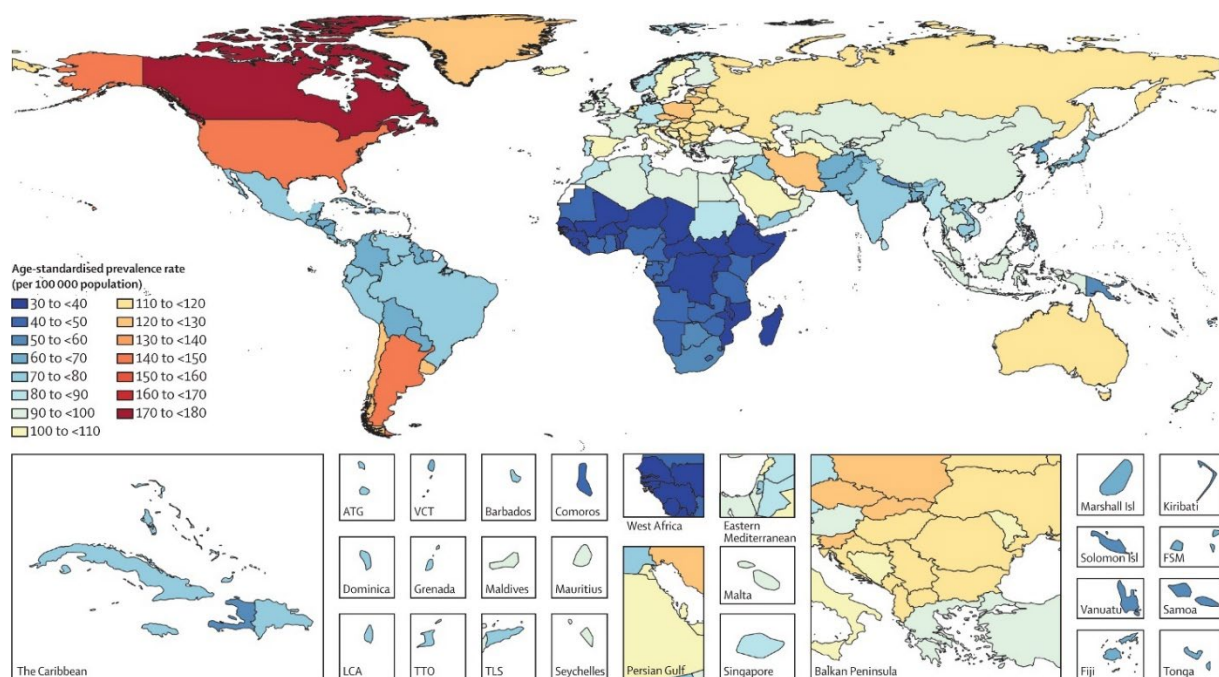 Age-standardised prevalence rate
(per 100 000 population)
30 to <40
40 to <50
50 to <60
60 to <70
70 to <80
80 to <90
90 to <100
100 to <110
110 to <120
120 to <130
130 to <140
140 to <150
150 to <160
160 to <170
170 to <180
The Caribbean
ATG
VCT
Barbados
Comoros
Dominica
Grenada
Maldives
Mauritius
LCA
TTO
TLS
Seychelles
West Africa
Eastern
Mediterranean
Persian Gulf
Malta
Singapore
Balkan Peninsula
Marshall Isl
Kiribati
Solomon Isl
FSM
Vanuatu
Samoa
Fiji
Tonga